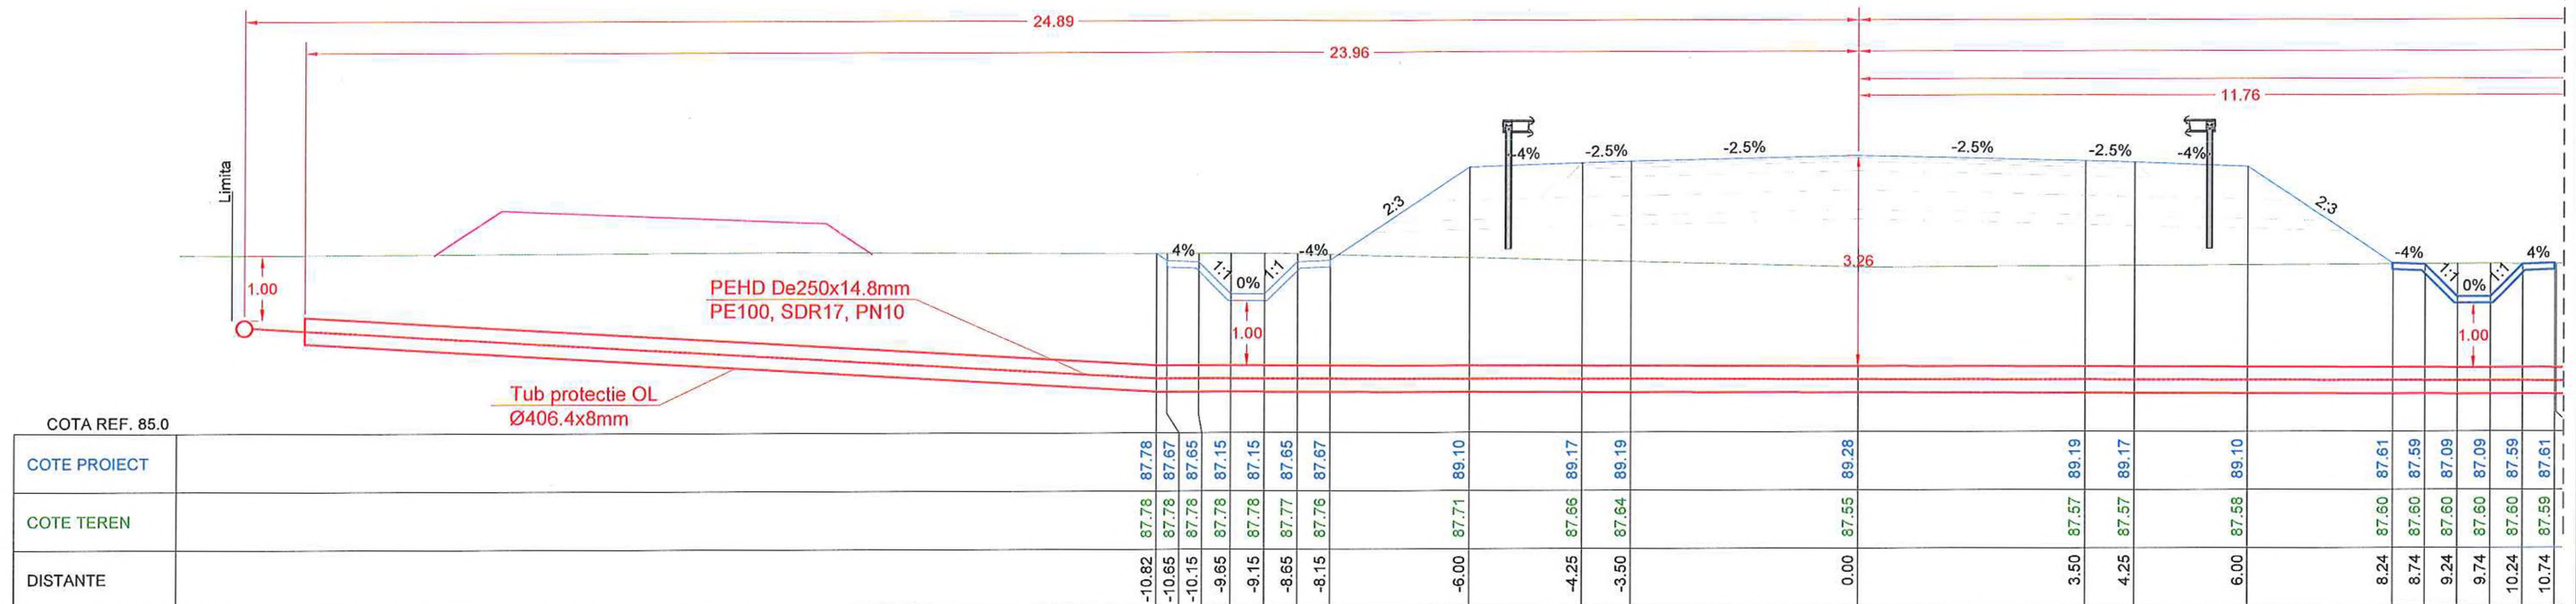 24.89
23.96
11.76
Limita
1.00
2:3
-4%
-2.5%
-2.5%
-2.5%
-2.5%
-4%
2:3
3.26
4%
1:1
0%
1:1
-4%
1.00
-4%
1:1
0%
1:1
4%
1.00
PEHD De250x14.8mm
PE100, SDR17, PN10
Tub protectie OL
Ø406.4x8mm
COTA REF. 85.0
COTE PROIECT 87.78 87.67 87.65 87.15 87.15 87.65 87.67 89.10 89.17 89.19 89.28 89.19 89.17 89.10 87.61 87.59 87.09 87.09 87.59 87.61
COTE TEREN 87.78 87.78 87.78 87.78 87.78 87.77 87.76 87.71 87.66 87.64 87.55 87.57 87.57 87.58 87.60 87.60 87.60 87.60 87.60 87.59
DISTANTE -10.82 -10.65 -10.15 -9.65 -9.15 -8.65 -8.15 -6.00 -4.25 -3.50 0.00 3.50 4.25 6.00 8.24 8.74 9.24 9.74 10.24 10.74